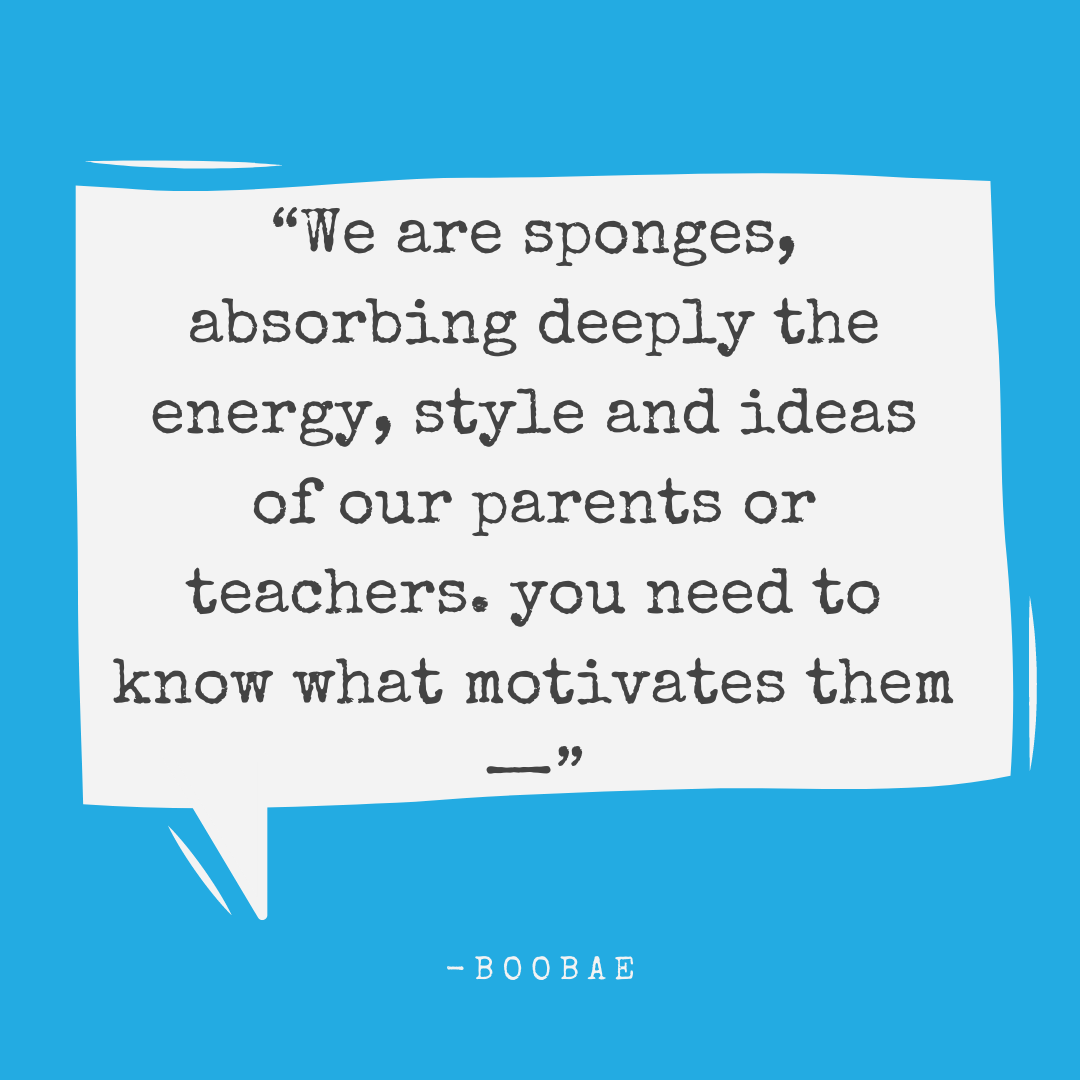 “We are sponges,
absorbing deeply the
energy, style and ideas
of our parents or
teachers. you need to
know what motivates them
—”
-BOOBAE